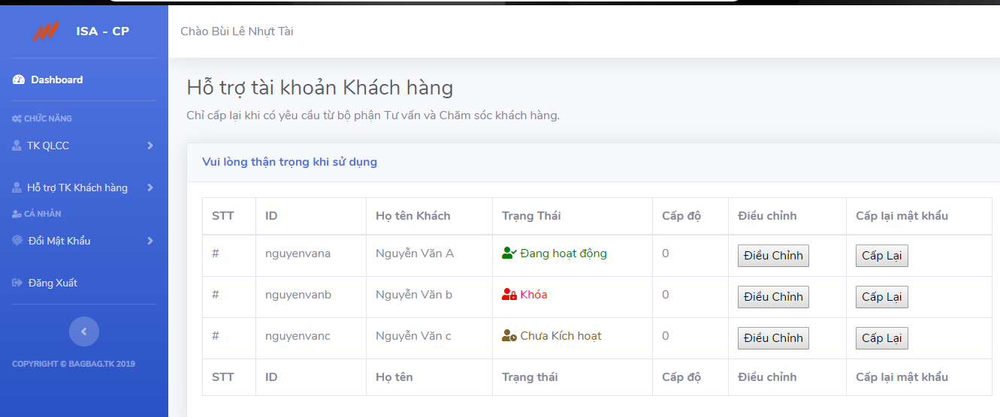 ISA - CP
Chào Bùi Lê Nhựt Tài
Dashboard
CHỨC NĂNG
TK QLCC
Hỗ trợ TK Khách hàng
CÁ NHÂN
Đổi Mật Khẩu
Đăng Xuất
COPYRIGHT © BAGBAG.TK 2019
Hỗ trợ tài khoản Khách hàng
Chỉ cấp lại khi có yêu cầu từ bộ phận Tư vấn và Chăm sóc khách hàng.
Vui lòng thận trọng khi sử dụng
STT ID Họ tên Khách Trạng Thái Cấp độ Điều chỉnh Cấp lại mật khẩu
# nguyenvana Nguyễn Văn A Đang hoạt động 0 Điều Chỉnh Cấp Lại
# nguyenvanb Nguyễn Văn b Khóa 0 Điều Chỉnh Cấp Lại
# nguyenvanc Nguyễn Văn c Chưa Kích hoạt 0 Điều Chỉnh Cấp Lại
STT ID Họ tên Trạng thái Cấp độ Điều chỉnh Cấp lại mật khẩu